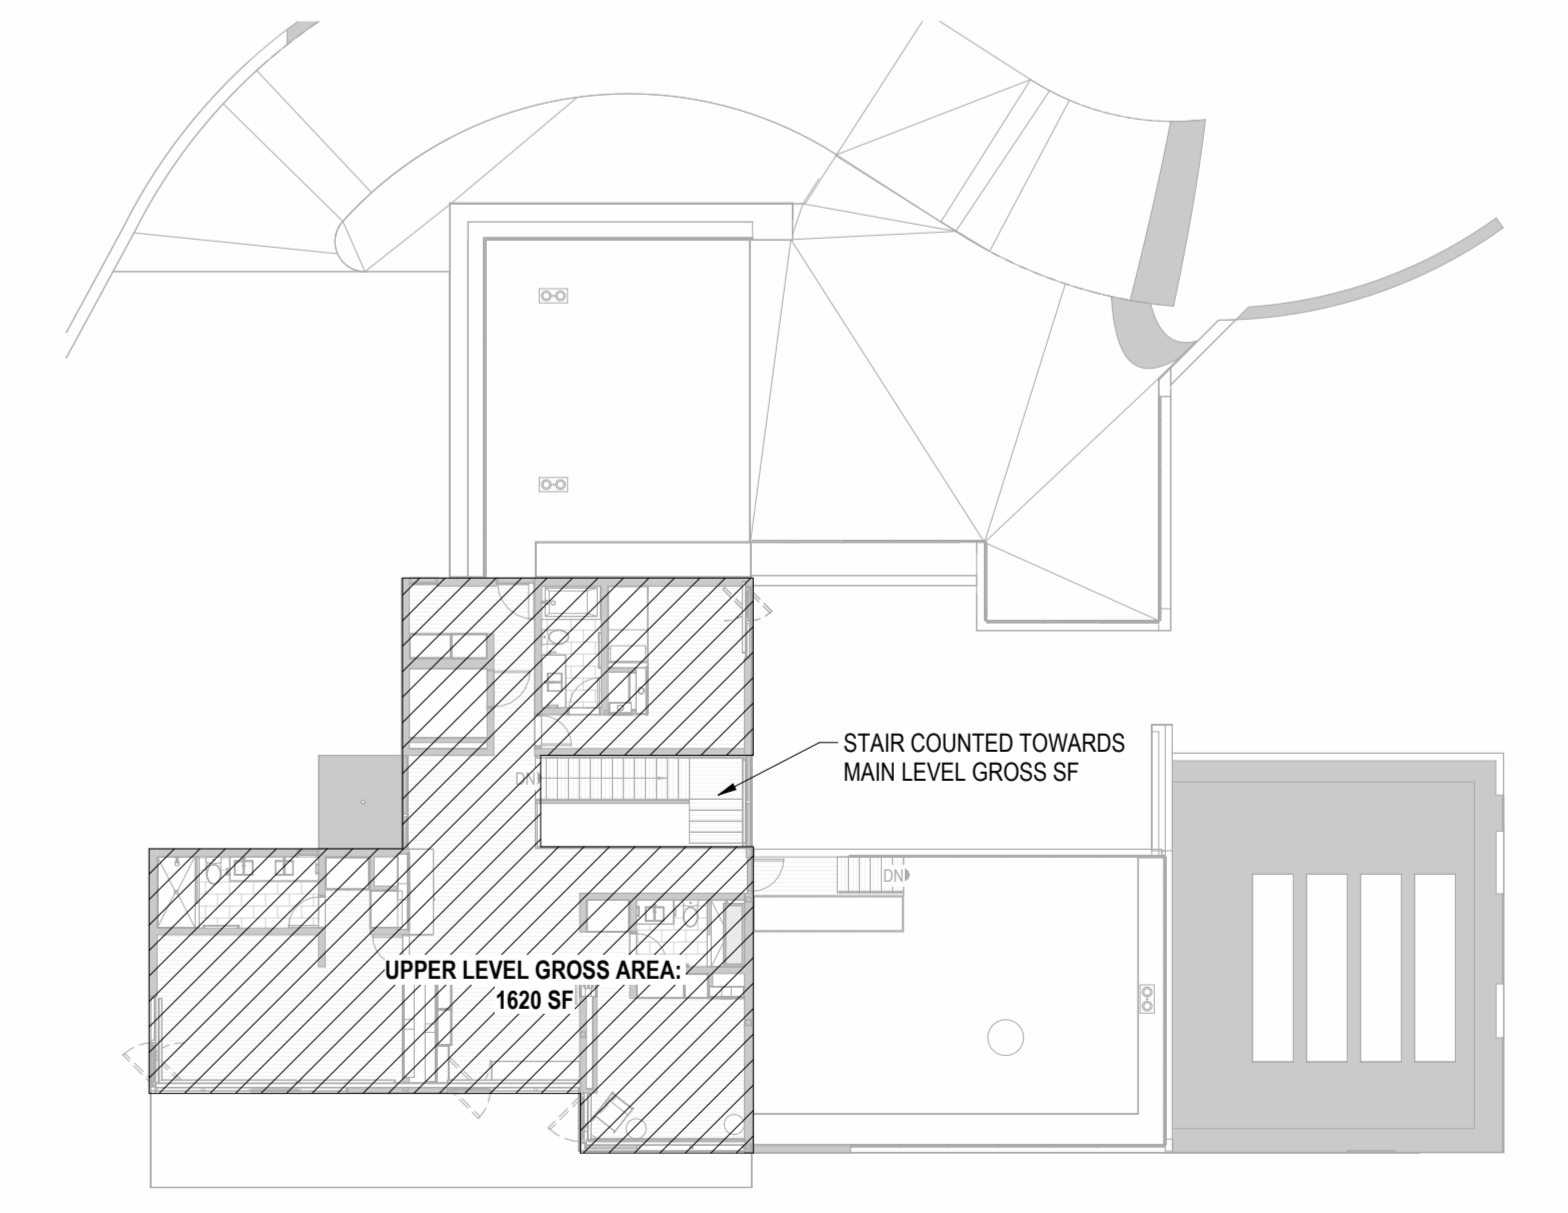 STAIR COUNTED TOWARDS
MAIN LEVEL GROSS SF
DN
DN
UPPER LEVEL GROSS AREA:
1620 SF